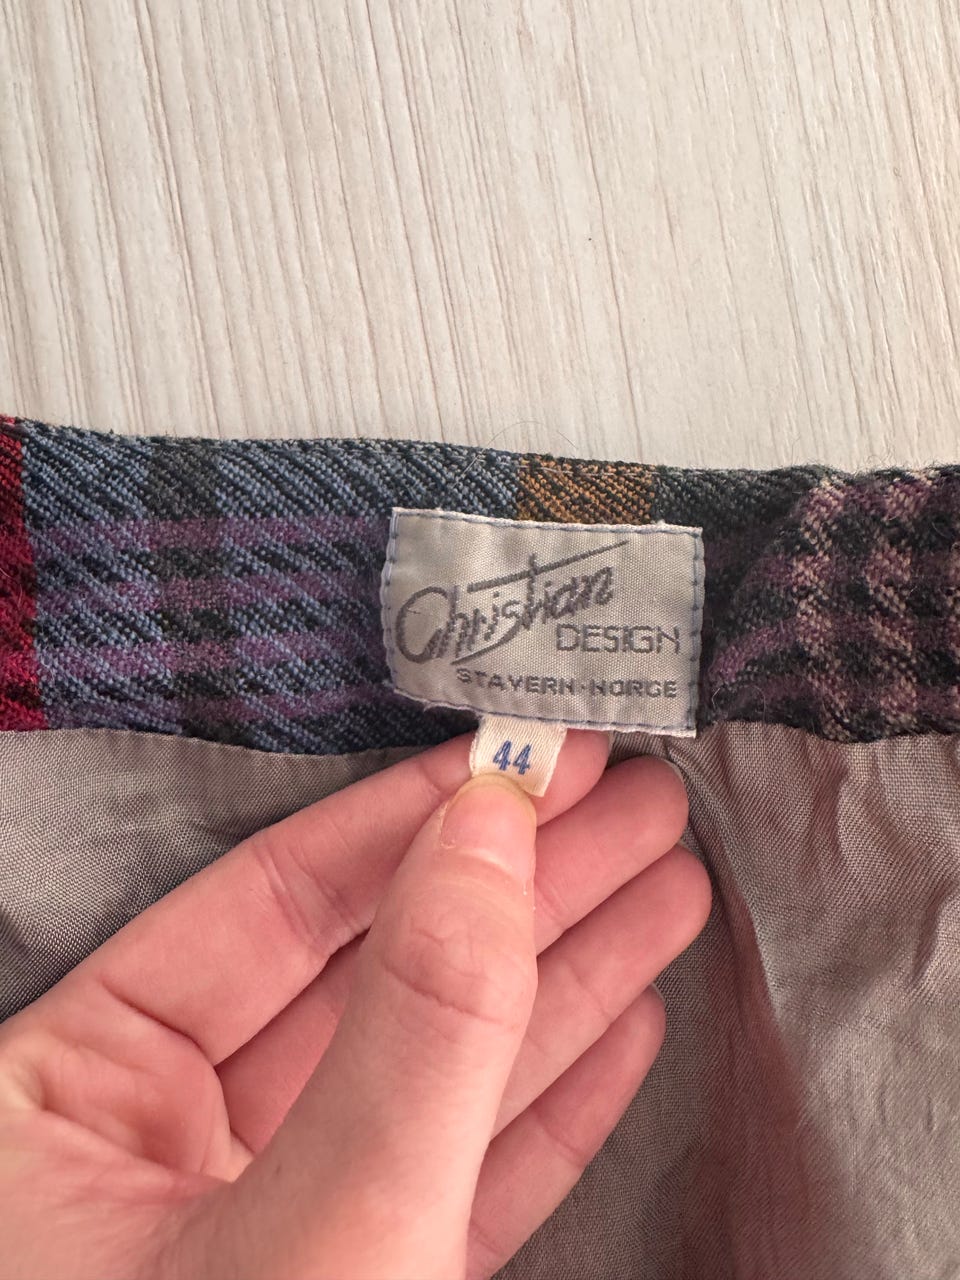 Christian
DESIGN
STAVERN·NORGE
44